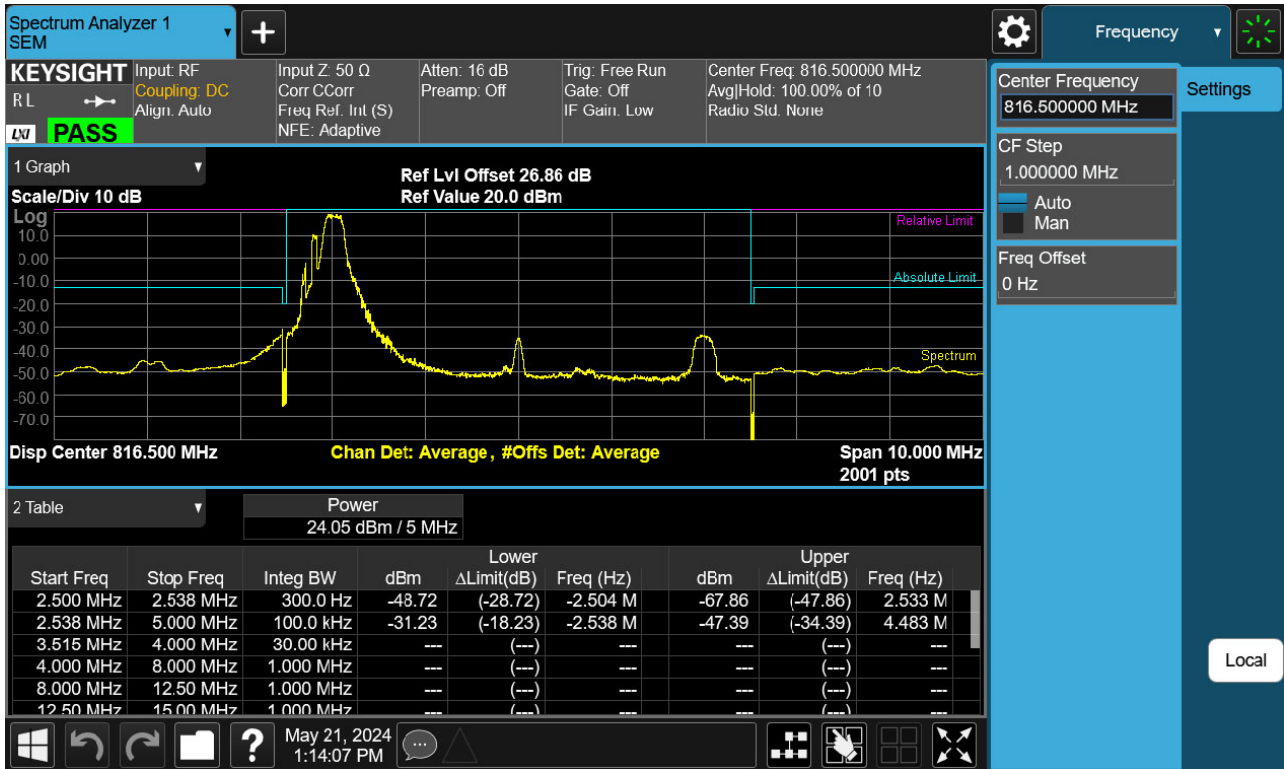 Spectrum Analyzer 1
SEM
+
Frequency
KEYSIGHT
R L
LXI
PASS
Input: RF
Coupling: DC
Align: Auto
Input Z: 50 Ω
Corr CCorr
Freq Ref: Int (S)
NFE: Adaptive
Atten: 16 dB
Preamp: Off
Trig: Free Run
Gate: Off
IF Gain: Low
Center Freq: 816.500000 MHz
Avg|Hold: 100.00% of 10
Radio Std: None
Center Frequency
816.500000 MHz
Settings
CF Step
1.000000 MHz
Auto
Man
Freq Offset
0 Hz
Local
1 Graph
Scale/Div 10 dB
Ref Lvl Offset 26.86 dB
Ref Value 20.0 dBm
Log
10.0
0.00
-10.0
-20.0
-30.0
-40.0
-50.0
-60.0
-70.0
Relative Limit
Absolute Limit
Spectrum
Disp Center 816.500 MHz
Chan Det: Average , #Offs Det: Average
Span 10.000 MHz
2001 pts
2 Table
Power
24.05 dBm / 5 MHz
Lower Upper
Start Freq Stop Freq Integ BW dBm ΔLimit(dB) Freq (Hz) dBm ΔLimit(dB) Freq (Hz)
2.500 MHz 2.538 MHz 300.0 Hz -48.72 (-28.72) -2.504 M -67.86 (-47.86) 2.533 M
2.538 MHz 5.000 MHz 100.0 kHz -31.23 (-18.23) -2.538 M -47.39 (-34.39) 4.483 M
3.515 MHz 4.000 MHz 30.00 kHz --- (---) --- --- (---) ---
4.000 MHz 8.000 MHz 1.000 MHz --- (---) --- --- (---) ---
8.000 MHz 12.50 MHz 1.000 MHz --- (---) --- --- (---) ---
12.50 MHz 15.00 MHz 1.000 MHz --- (---) --- --- (---) ---
?
May 21, 2024
1:14:07 PM